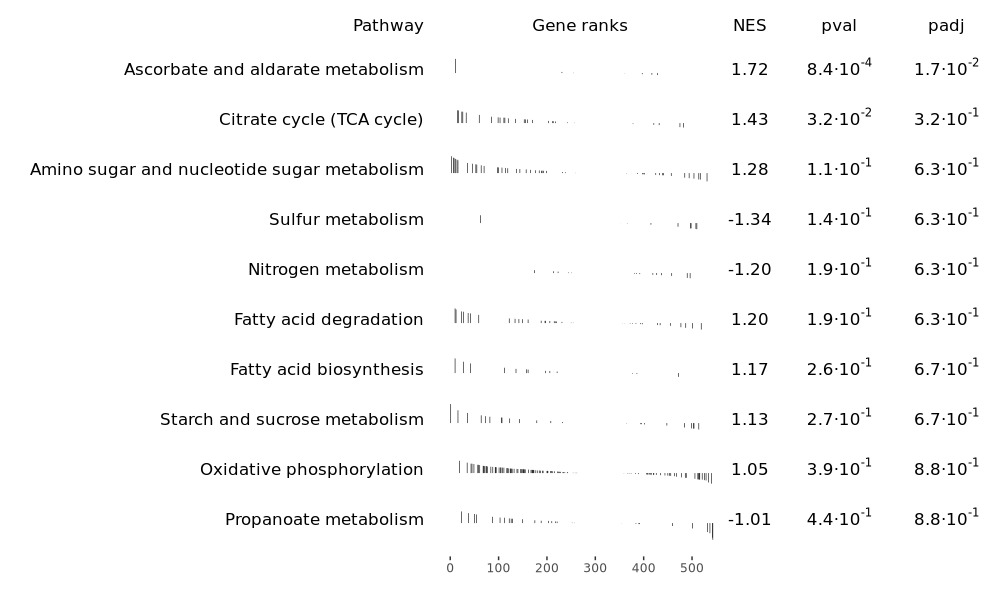 Pathway Gene ranks NES pval padj
Ascorbate and aldarate metabolism 1.72 8.4·10⁻⁴ 1.7·10⁻²
Citrate cycle (TCA cycle) 1.43 3.2·10⁻² 3.2·10⁻¹
Amino sugar and nucleotide sugar metabolism 1.28 1.1·10⁻¹ 6.3·10⁻¹
Sulfur metabolism -1.34 1.4·10⁻¹ 6.3·10⁻¹
Nitrogen metabolism -1.20 1.9·10⁻¹ 6.3·10⁻¹
Fatty acid degradation 1.20 1.9·10⁻¹ 6.3·10⁻¹
Fatty acid biosynthesis 1.17 2.6·10⁻¹ 6.7·10⁻¹
Starch and sucrose metabolism 1.13 2.7·10⁻¹ 6.7·10⁻¹
Oxidative phosphorylation 1.05 3.9·10⁻¹ 8.8·10⁻¹
Propanoate metabolism -1.01 4.4·10⁻¹ 8.8·10⁻¹
0 100 200 300 400 500